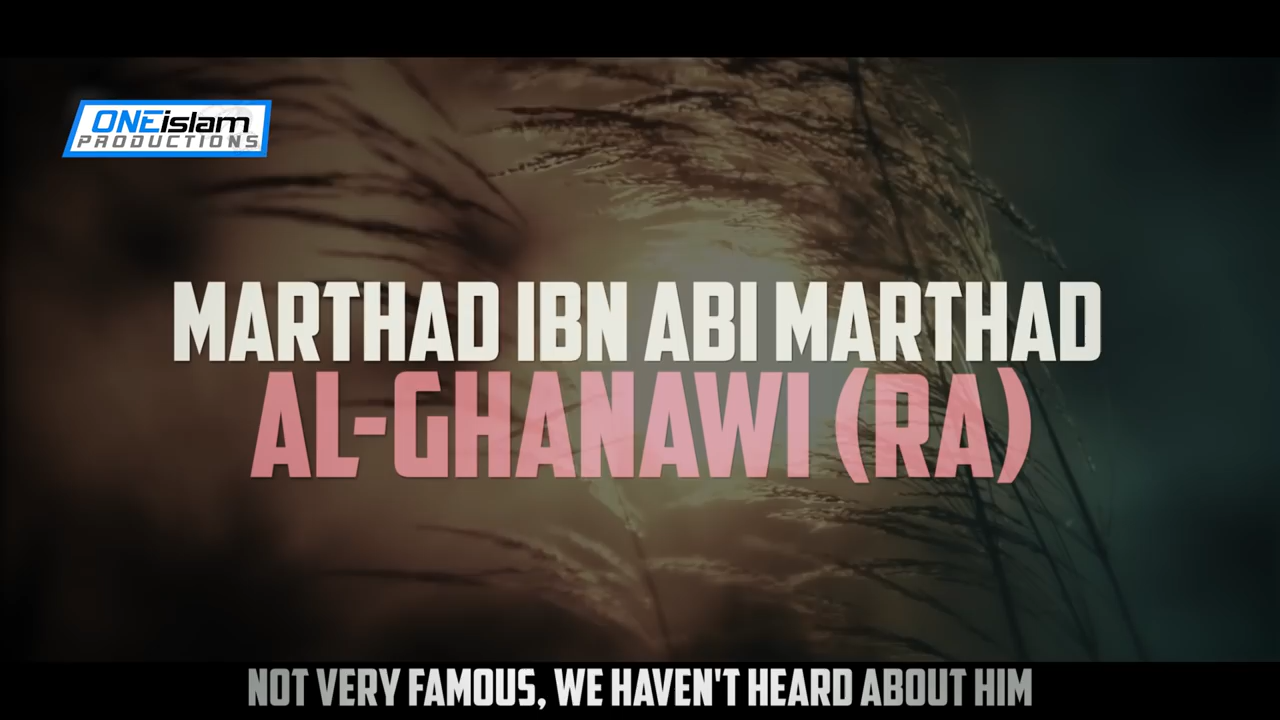 ONEislam
PRODUCTIONS
MARTHAD IBN ABI MARTHAD
AL-GHANAWI (RA)
NOT VERY FAMOUS, WE HAVEN'T HEARD ABOUT HIM